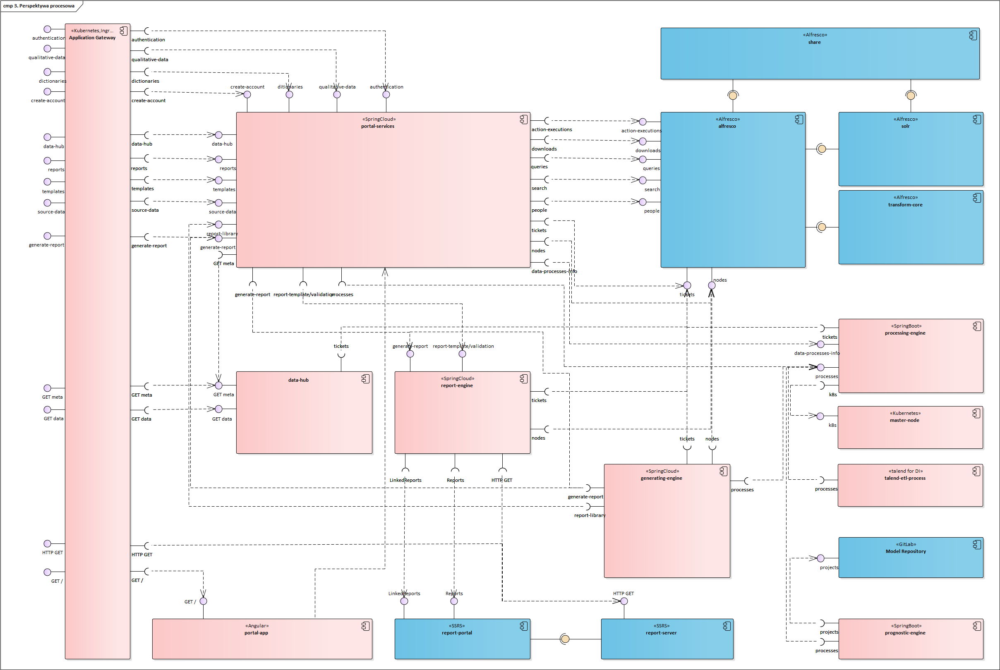 cmp 3. Perspektywa procesowa
«Kubernetes,Ingr...
Application Gateway
authentication
qualitative-data
dictionaries
create-account
data-hub
reports
templates
source-data
generate-report
GET meta
GET data
HTTP GET
GET /
authentication
qualitative-data
dictionaries
create-account
data-hub
reports
templates
source-data
generate-report
GET meta
GET data
HTTP GET
GET /
create-account
ditionaries
qualitative-data
authentication
«SpringCloud»
portal-services
data-hub
reports
templates
source-data
report-library
generate-report
GET meta
action-executions
downloads
queries
search
people
tickets
nodes
data-processes-info
generate-report
report-template/validation
processes
«Alfresco»
share
«Alfresco»
alfresco
action-executions
downloads
queries
search
people
tickets
nodes
«Alfresco»
solr
«Alfresco»
transform-core
tickets
data-hub
GET meta
GET data
generate-report
report-template/validation
«SpringCloud»
report-engine
tickets
nodes
LinkedReports
Reports
HTTP GET
tickets
nodes
«SpringCloud»
generating-engine
generate-report
report-library
processes
«SpringBoot»
processing-engine
tickets
data-processes-info
processes
k8s
«Kubernetes»
master-node
k8s
«talend for DI»
talend-etl-process
processes
«GitLab»
Model Repository
projects
«SpringBoot»
prognostic-engine
projects
processes
GET /
«Angular»
portal-app
LinkedReports
Reports
«SSRS»
report-portal
HTTP GET
«SSRS»
report-server